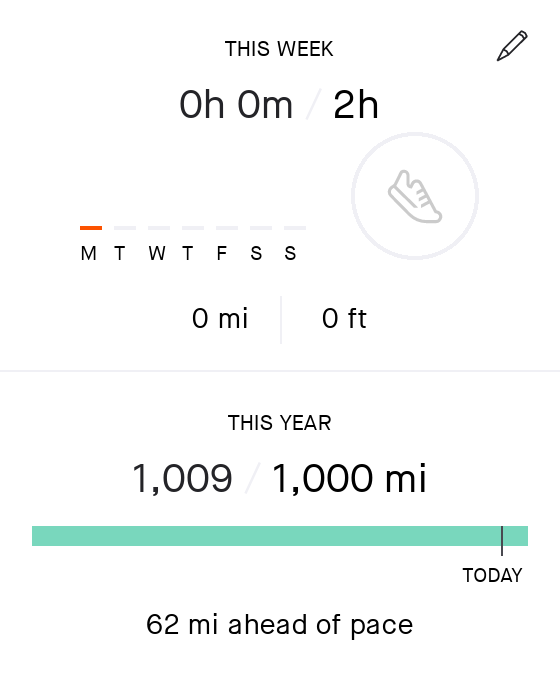 THIS WEEK
0h 0m / 2h
M T W T F S S
0 mi 0 ft
THIS YEAR
1,009 / 1,000 mi
TODAY
62 mi ahead of pace